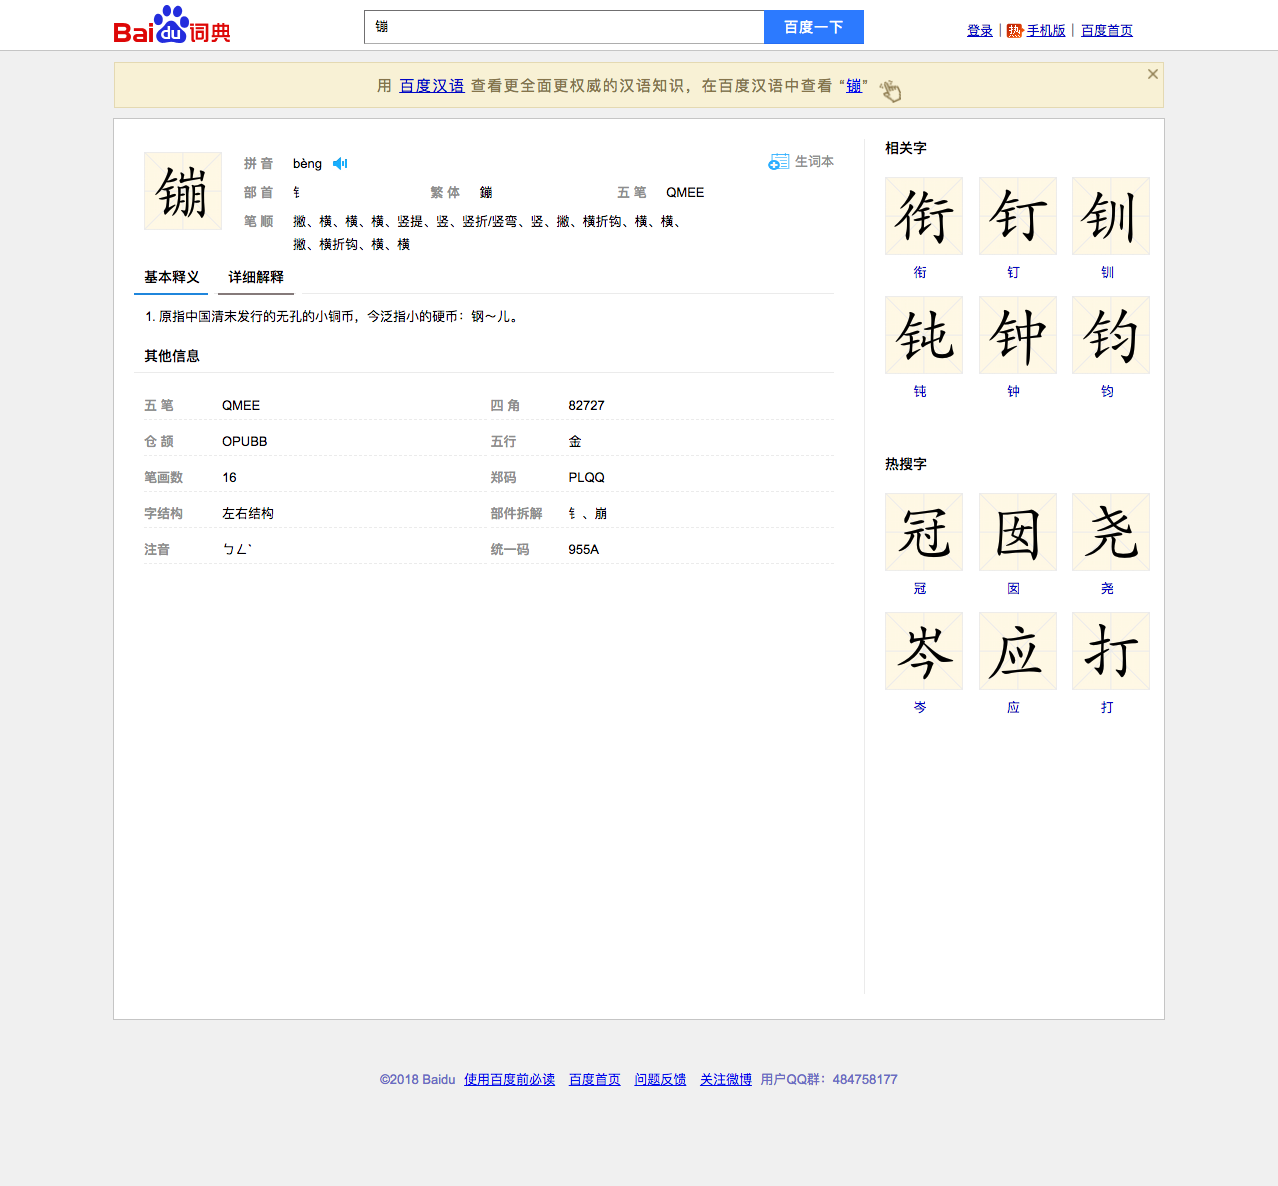 Baidu词典
镚
百度一下
登录 | 热 手机版 | 百度首页
用 百度汉语 查看更全面更权威的汉语知识，在百度汉语中查看 “镚”
镚
拼 音 bèng
生词本
部 首 钅 繁 体 鏰 五 笔 QMEE
笔 顺 撇、横、横、横、竖提、竖、竖折/竖弯、竖、撇、横折钩、横、横、
撇、横折钩、横、横
基本释义 详细解释
1. 原指中国清末发行的无孔的小铜币，今泛指小的硬币：钢～儿。
其他信息
五 笔 QMEE 四 角 82727
仓 颉 OPUBB 五行 金
笔画数 16 郑码 PLQQ
字结构 左右结构 部件拆解 钅、崩
注音 ㄅㄥˋ 统一码 955A
相关字
衔 钉 钏
衔 钉 钏
钝 钟 钧
钝 钟 钧
热搜字
冠 囡 尧
冠 囡 尧
岑 应 打
岑 应 打
©2018 Baidu 使用百度前必读 百度首页 问题反馈 关注微博 用户QQ群：484758177